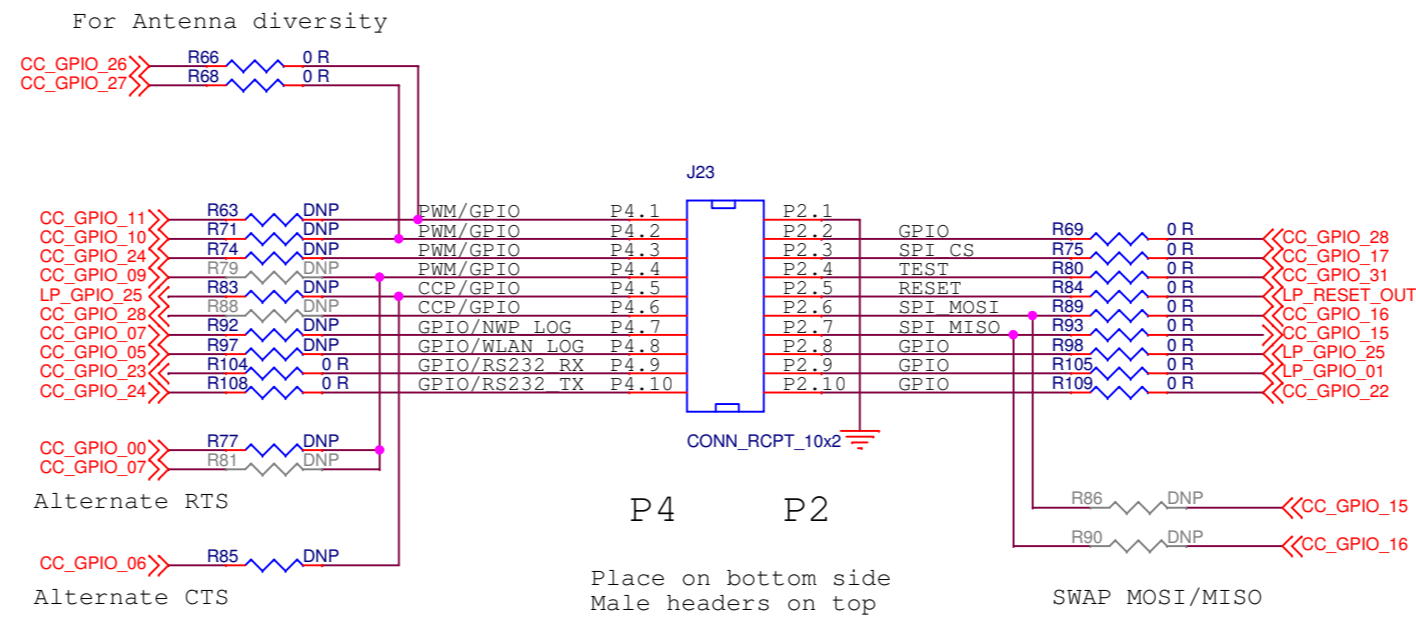 For Antenna diversity
CC_GPIO_26 R66 0 R
CC_GPIO_27 R68 0 R
J23
CC_GPIO_11 R63 DNP PWM/GPIO P4.1 P2.1
CC_GPIO_10 R71 DNP PWM/GPIO P4.2 P2.2 GPIO R69 0 R CC_GPIO_28
CC_GPIO_24 R74 DNP PWM/GPIO P4.3 P2.3 SPI_CS R75 0 R CC_GPIO_17
CC_GPIO_09 R79 DNP PWM/GPIO P4.4 P2.4 TEST R80 0 R CC_GPIO_31
LP_GPIO_25 R83 DNP CCP/GPIO P4.5 P2.5 RESET R84 0 R LP_RESET_OUT
CC_GPIO_28 R88 DNP CCP/GPIO P4.6 P2.6 SPI_MOSI R89 0 R CC_GPIO_16
CC_GPIO_07 R92 DNP GPIO/NWP_LOG P4.7 P2.7 SPI_MISO R93 0 R CC_GPIO_15
CC_GPIO_05 R97 DNP GPIO/WLAN_LOG P4.8 P2.8 GPIO R98 0 R LP_GPIO_25
CC_GPIO_23 R104 0 R GPIO/RS232_RX P4.9 P2.9 GPIO R105 0 R LP_GPIO_01
CC_GPIO_24 R108 0 R GPIO/RS232_TX P4.10 P2.10 GPIO R109 0 R CC_GPIO_22
CONN_RCPT_10x2
CC_GPIO_00 R77 DNP
CC_GPIO_07 R81 DNP
Alternate RTS
P4 P2
R86 DNP CC_GPIO_15
R90 DNP CC_GPIO_16
CC_GPIO_06 R85 DNP
Alternate CTS
Place on bottom side
Male headers on top
SWAP MOSI/MISO